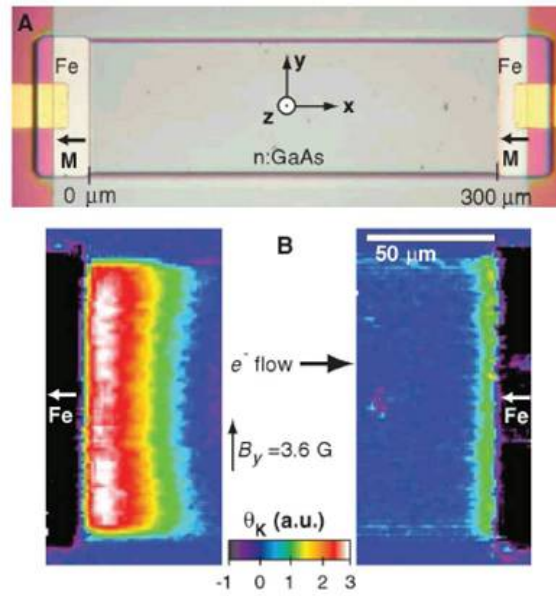 A
Fe
Fe
y
z
x
n:GaAs
M
M
0 μm
300 μm
B
50 μm
e⁻ flow
Fe
Fe
B_y =3.6 G
θ_K (a.u.)
-1 0 1 2 3